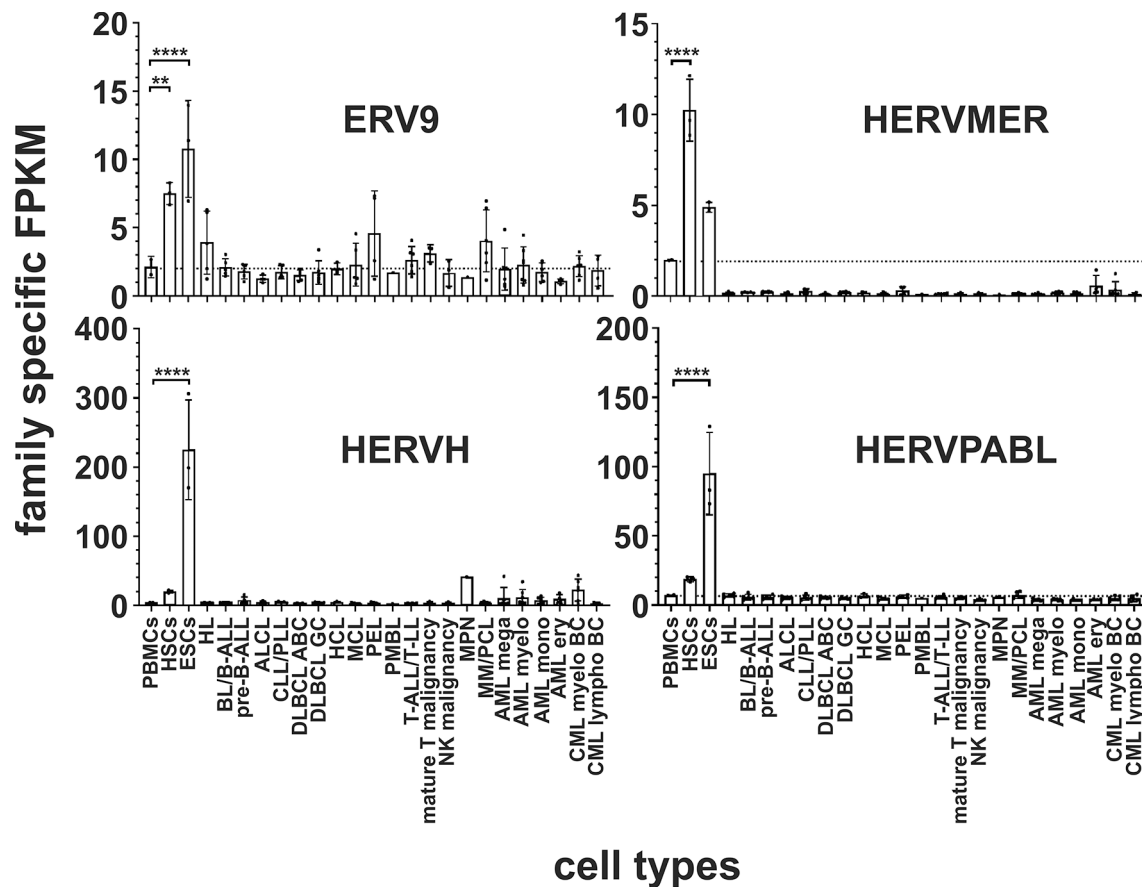 family specific FPKM
20
15
10
5
0
****
**
ERV9
15
10
5
0
****
HERVMER
400
300
200
100
0
****
HERVH
200
150
100
50
0
****
HERVPABL
PBMCs
HSCs
ESCs
HL
BL/B-ALL
pre-B-ALL
ALCL
CLL/PLL
DLBCL ABC
DLBCL GC
HCL
MCL
PEL
PMBL
T-ALL/T-LL
mature T malignancy
NK malignancy
MPN
MM/PCL
AML mega
AML myelo
AML mono
AML ery
CML myelo BC
CML lympho BC
PBMCs
HSCs
ESCs
HL
BL/B-ALL
pre-B-ALL
ALCL
CLL/PLL
DLBCL ABC
DLBCL GC
HCL
MCL
PEL
PMBL
T-ALL/T-LL
mature T malignancy
NK malignancy
MPN
MM/PCL
AML mega
AML myelo
AML mono
AML ery
CML myelo BC
CML lympho BC
cell types